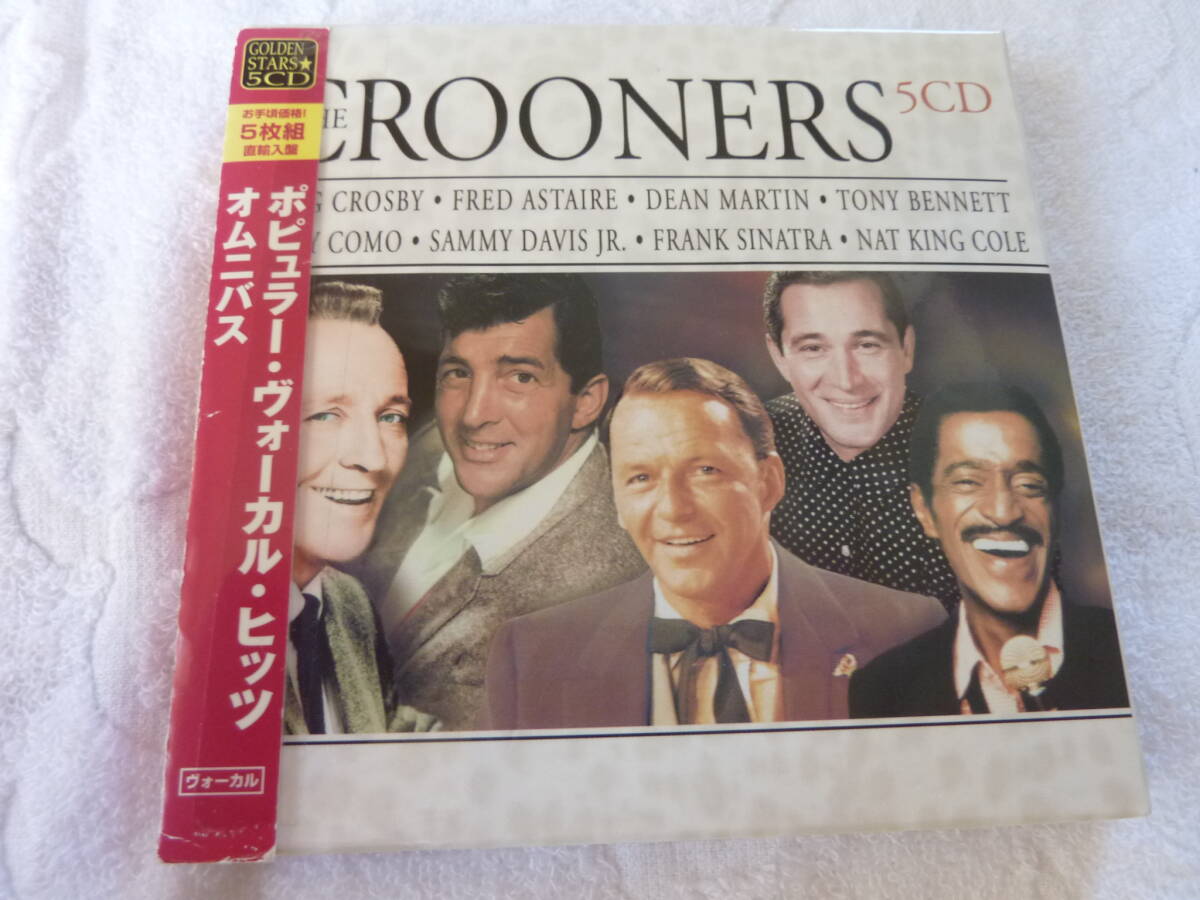 GOLDEN
STARS★
5CD
お手頃価格!
5枚組
直輸入盤
ポピュラー・ヴォーカル・ヒッツ
オムニバス
ヴォーカル
HE
CROONERS 5CD
G CROSBY • FRED ASTAIRE • DEAN MARTIN • TONY BENNETT
Y COMO • SAMMY DAVIS JR. • FRANK SINATRA • NAT KING COLE